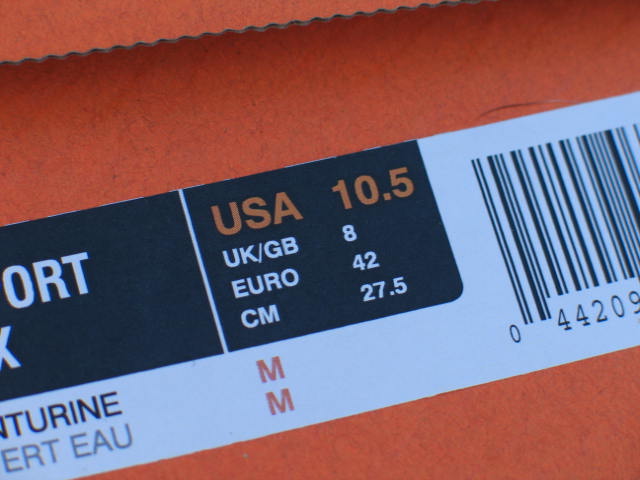 ORT
X
USA 10.5
UK/GB 8
EURO 42
CM 27.5
M
M
NTURINE
ERT EAU
0 44209